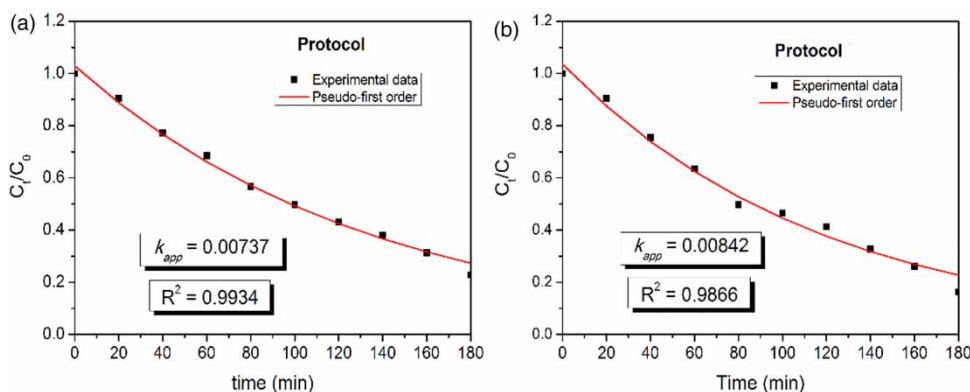 (a)
Protocol
Experimental data
Pseudo-first order
C_t/C_0
1.2
1.0
0.8
0.6
0.4
0.2
0.0
k_app = 0.00737
R^2 = 0.9934
0 20 40 60 80 100 120 140 160 180
time (min)
(b)
Protocol
Experimental data
Pseudo-first order
C_t/C_0
1.2
1.0
0.8
0.6
0.4
0.2
0.0
k_app = 0.00842
R^2 = 0.9866
0 20 40 60 80 100 120 140 160 180
Time (min)